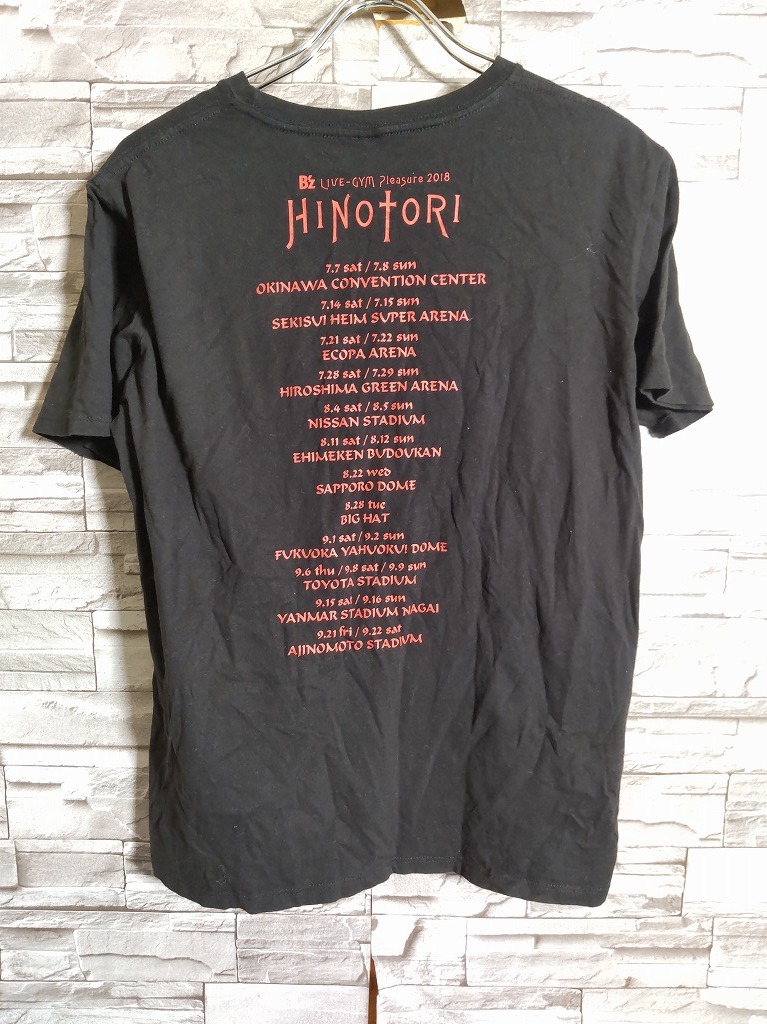 B'z LIVE-GYM Pleasure 2018
HINOTORI
7.7 sat / 7.8 sun
OKINAWA CONVENTION CENTER
7.14 sat / 7.15 sun
SEKISUI HEIM SUPER ARENA
7.21 sat / 7.22 sun
ECOPA ARENA
7.28 sat / 7.29 sun
HIROSHIMA GREEN ARENA
8.4 sat / 8.5 sun
NISSAN STADIUM
8.11 sat / 8.12 sun
EHIMEKEN BUDOUKAN
8.22 wed
SAPPORO DOME
8.28 tue
BIG HAT
9.1 sat / 9.2 sun
FUKUOKA YAHUOKU! DOME
9.6 thu / 9.8 sat / 9.9 sun
TOYOTA STADIUM
9.15 sat / 9.16 sun
YANMAR STADIUM NAGAI
9.21 fri / 9.22 sat
AJINOMOTO STADIUM